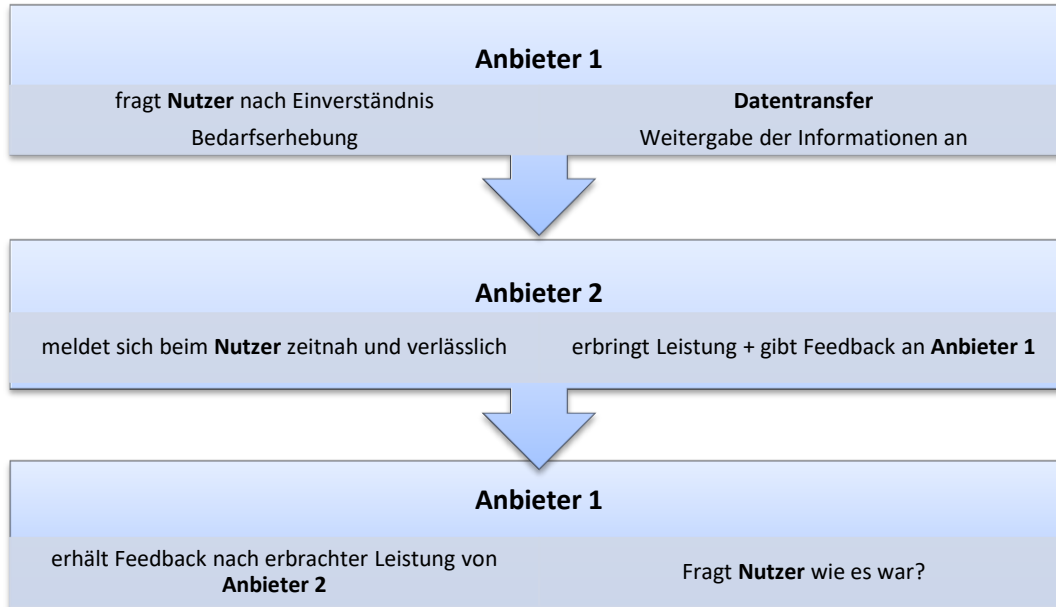 Anbieter 1
fragt Nutzer nach Einverständnis
Bedarfserhebung
Datentransfer
Weitergabe der Informationen an
Anbieter 2
meldet sich beim Nutzer zeitnah und verlässlich
erbringt Leistung + gibt Feedback an Anbieter 1
Anbieter 1
erhält Feedback nach erbrachter Leistung von
Anbieter 2
Fragt Nutzer wie es war?